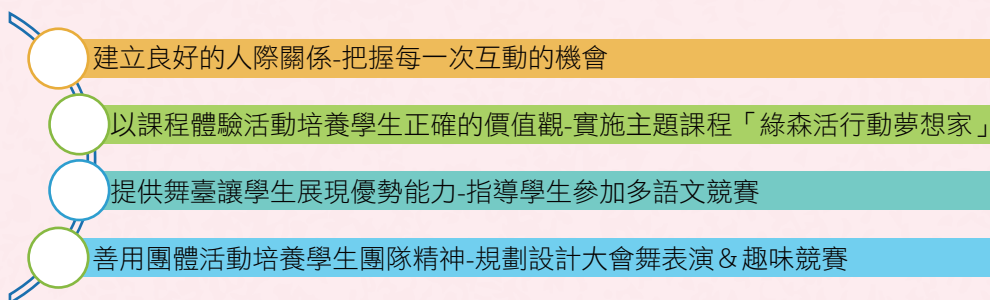 建立良好的人際關係-把握每一次互動的機會
以課程體驗活動培養學生正確的價值觀-實施主題課程「綠森活行動夢想家」
提供舞臺讓學生展現優勢能力-指導學生參加多語文競賽
善用團體活動培養學生團隊精神-規劃設計大會舞表演＆趣味競賽